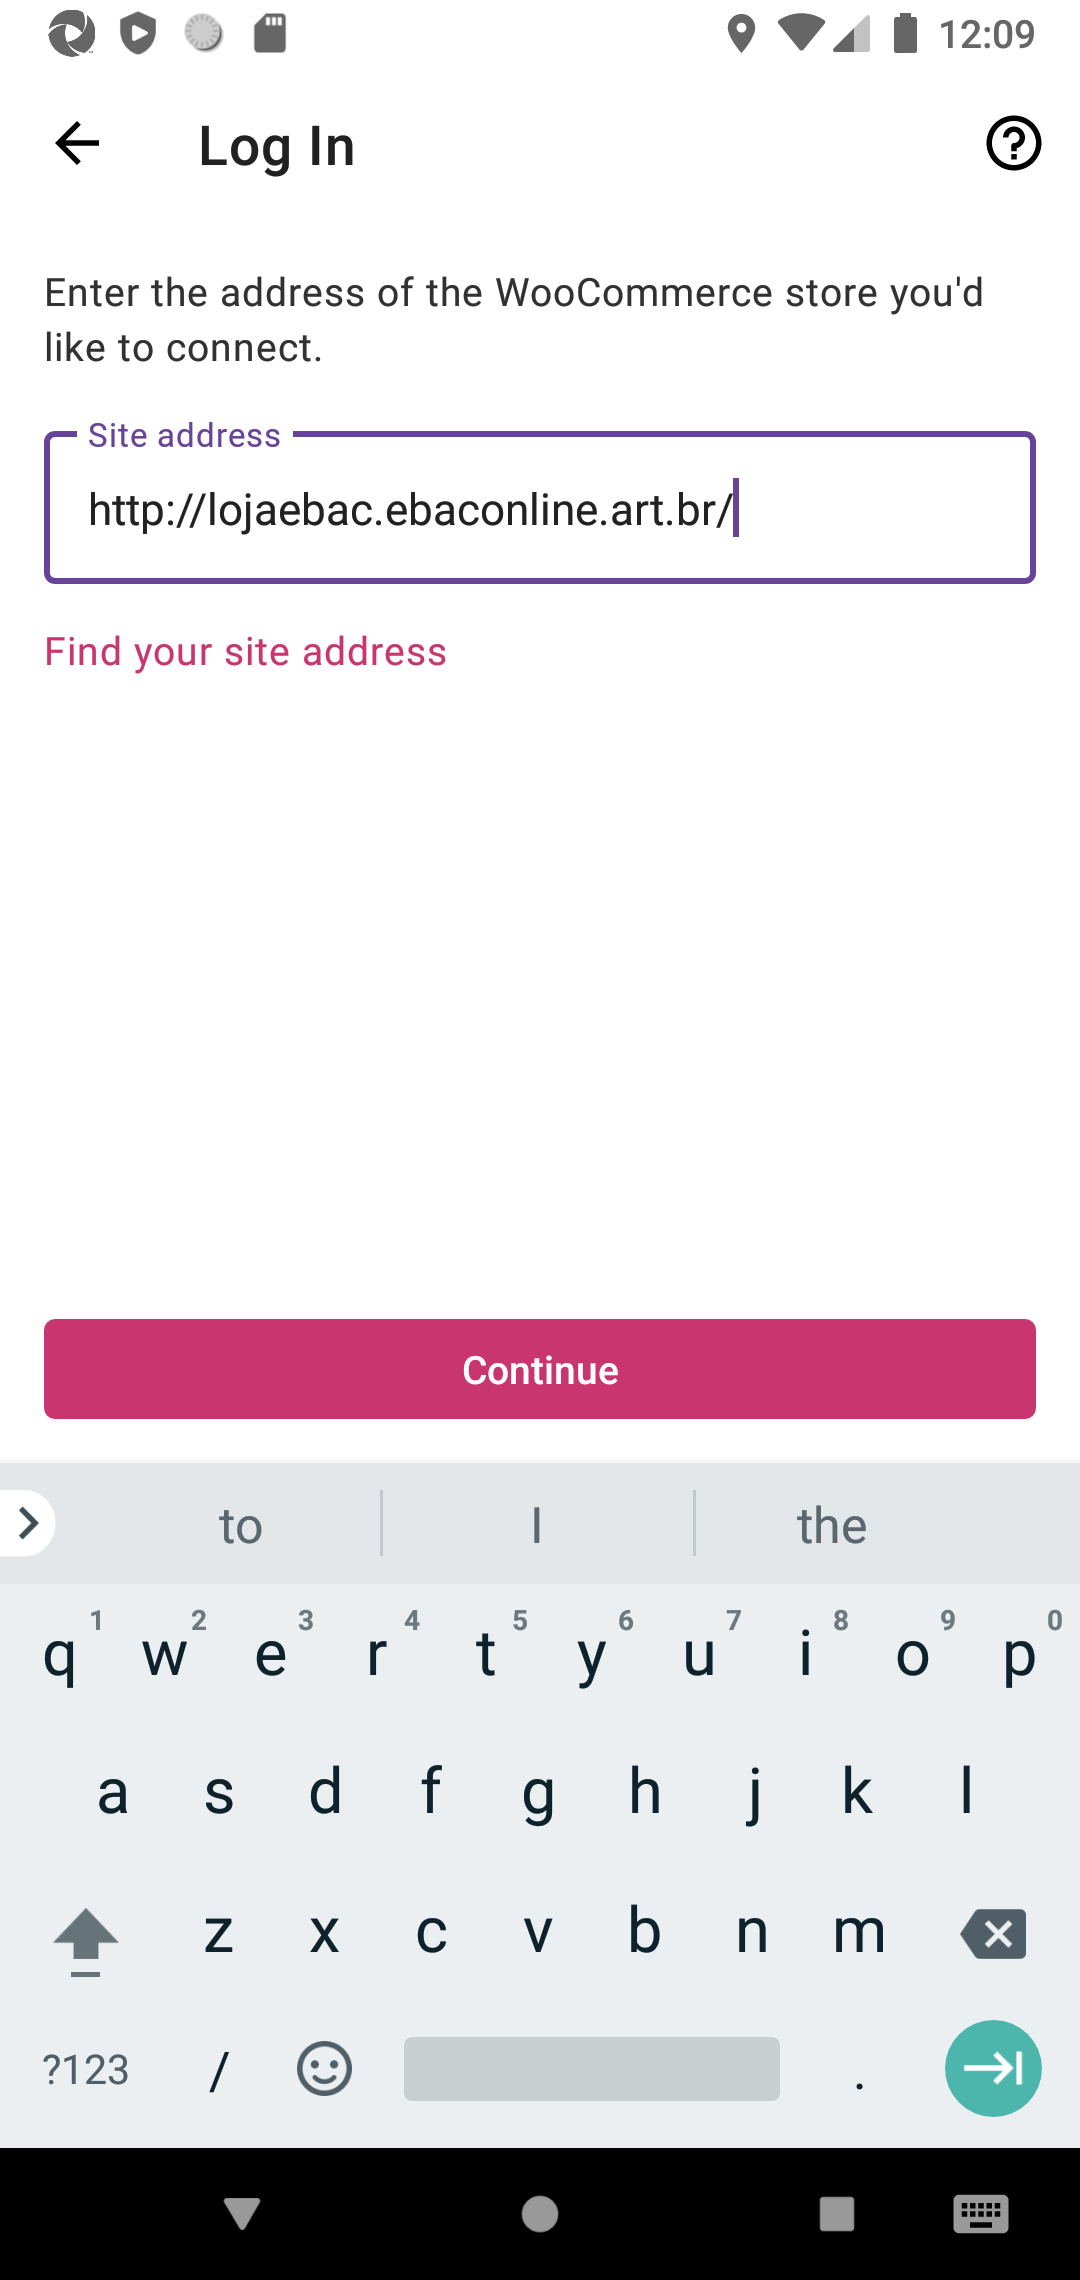 12:09
Log In
Enter the address of the WooCommerce store you'd
like to connect.
Site address
http://lojaebac.ebaconline.art.br/
Find your site address
Continue
to I the
1 2 3 4 5 6 7 8 9 0
q w e r t y u i o p
a s d f g h j k l
z x c v b n m
?123 / .